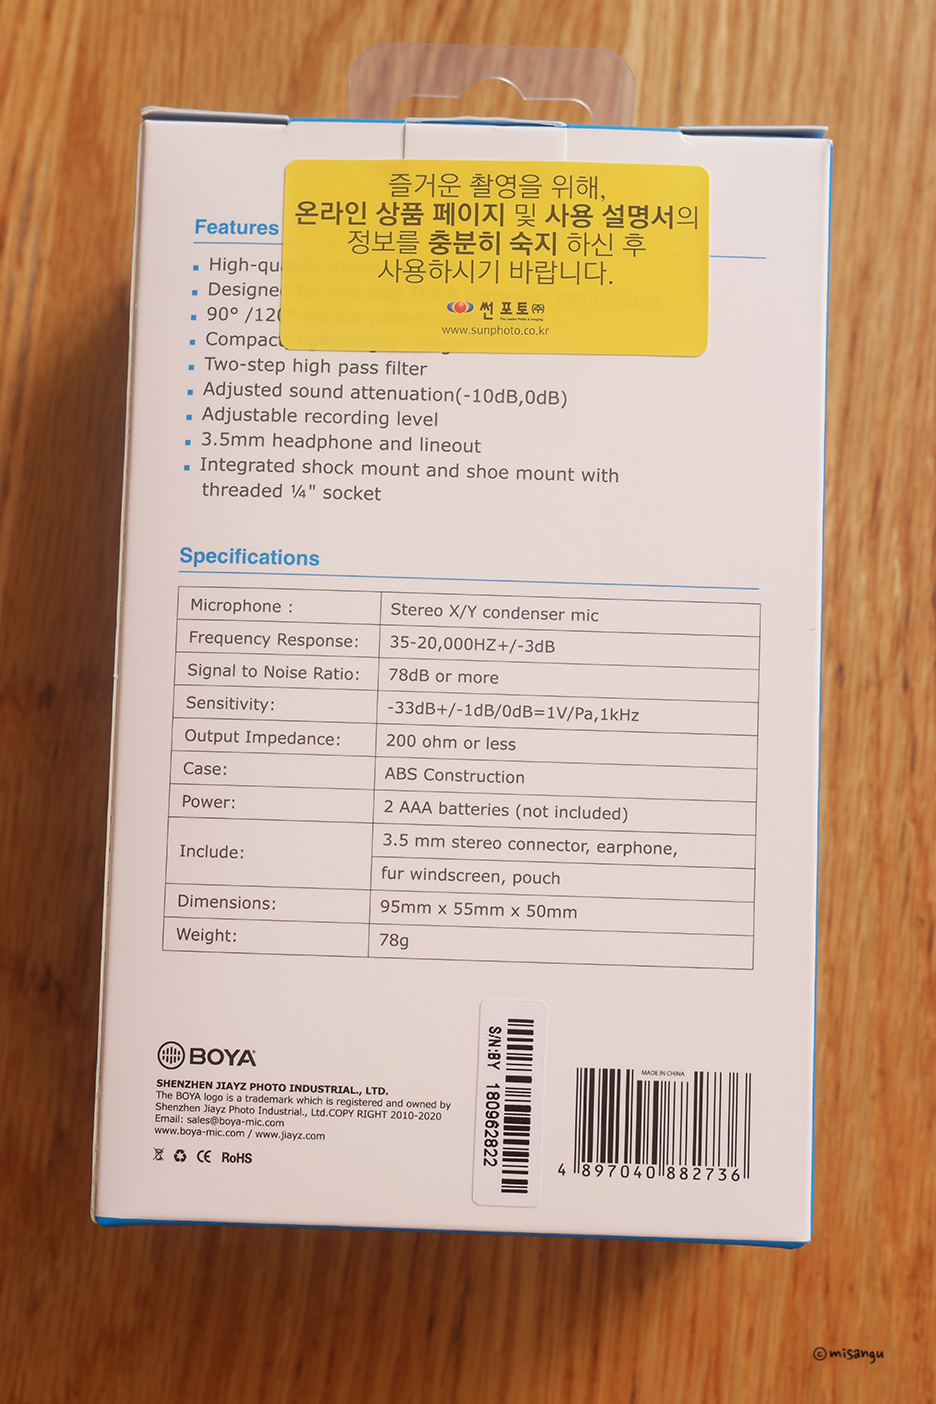 즐거운 촬영을 위해,
온라인 상품 페이지 및 사용 설명서의
정보를 충분히 숙지 하신 후
사용하시기 바랍니다.
썬 포토㈜
The Leader Photo & Imaging
www.sunphoto.co.kr
Features
High-qu
Designed
90° /120
Compac
Two-step high pass filter
Adjusted sound attenuation(-10dB,0dB)
Adjustable recording level
3.5mm headphone and lineout
Integrated shock mount and shoe mount with
threaded ¼" socket
Specifications
Microphone : Stereo X/Y condenser mic
Frequency Response: 35-20,000HZ+/-3dB
Signal to Noise Ratio: 78dB or more
Sensitivity: -33dB+/-1dB/0dB=1V/Pa,1kHz
Output Impedance: 200 ohm or less
Case: ABS Construction
Power: 2 AAA batteries (not included)
Include: 3.5 mm stereo connector, earphone,
fur windscreen, pouch
Dimensions: 95mm x 55mm x 50mm
Weight: 78g
BOYA
SHENZHEN JIAYZ PHOTO INDUSTRIAL., LTD.
The BOYA logo is a trademark which is registered and owned by
Shenzhen Jiayz Photo Industrial., Ltd.COPY RIGHT 2010-2020
Email: sales@boya-mic.com
www.boya-mic.com / www.jiayz.com
CE RoHS
S/N:BY 180962822
MADE IN CHINA
4 897040 882736
©misangu